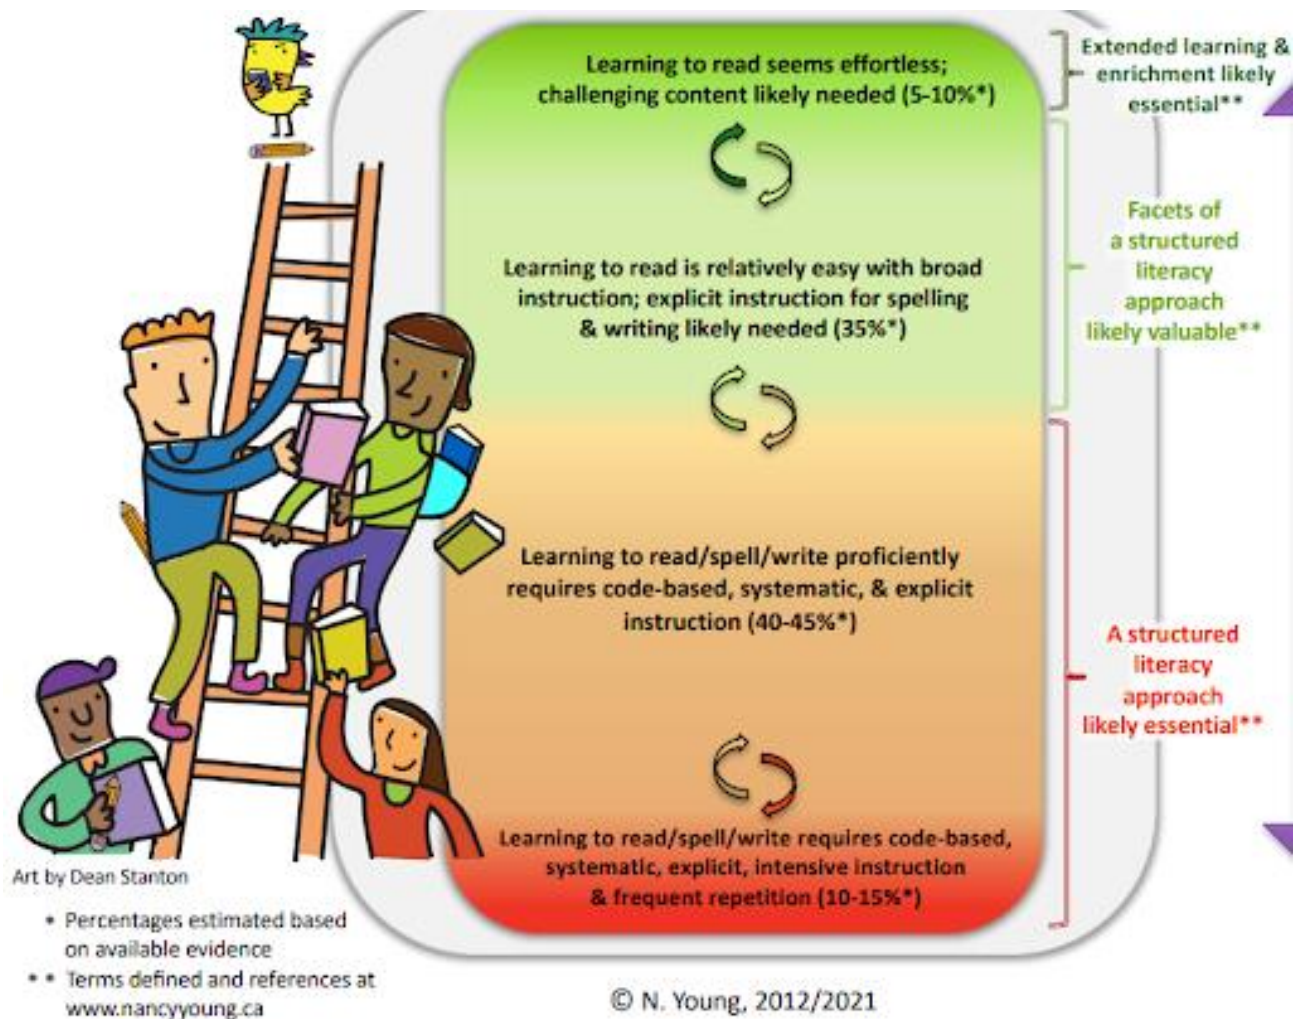 Learning to read seems effortless;
challenging content likely needed (5-10%*)
Extended learning &
enrichment likely
essential**
Learning to read is relatively easy with broad
instruction; explicit instruction for spelling
& writing likely needed (35%*)
Facets of
a structured
literacy
approach
likely valuable**
Learning to read/spell/write proficiently
requires code-based, systematic, & explicit
instruction (40-45%*)
A structured
literacy
approach
likely essential**
Learning to read/spell/write requires code-based,
systematic, explicit, intensive instruction
& frequent repetition (10-15%*)
Art by Dean Stanton
* Percentages estimated based
on available evidence
** Terms defined and references at
www.nancyyoung.ca
© N. Young, 2012/2021